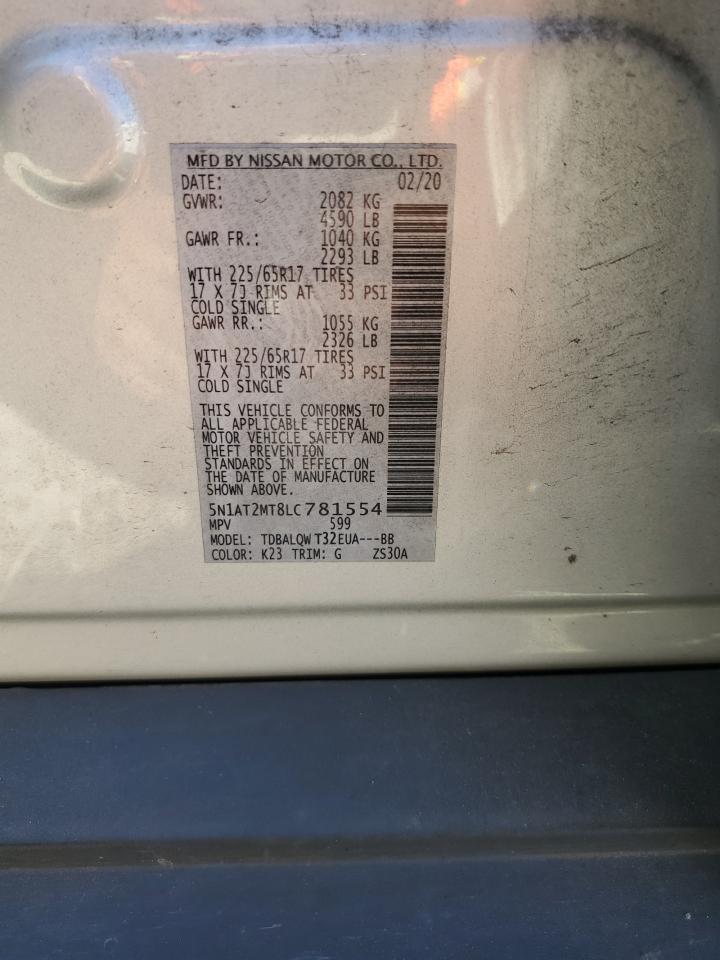 MFD BY NISSAN MOTOR CO., LTD.
DATE: 02/20
GVWR: 2082 KG
4590 LB
GAWR FR.: 1040 KG
2293 LB
WITH 225/65R17 TIRES
17 X 7J RIMS AT 33 PSI
COLD SINGLE
GAWR RR.: 1055 KG
2326 LB
WITH 225/65R17 TIRES
17 X 7J RIMS AT 33 PSI
COLD SINGLE
THIS VEHICLE CONFORMS TO
ALL APPLICABLE FEDERAL
MOTOR VEHICLE SAFETY AND
THEFT PREVENTION
STANDARDS IN EFFECT ON
THE DATE OF MANUFACTURE
SHOWN ABOVE.
5N1AT2MT8LC781554
MPV 599
MODEL: TDBALQW T32EUA---BB
COLOR: K23 TRIM: G ZS30A